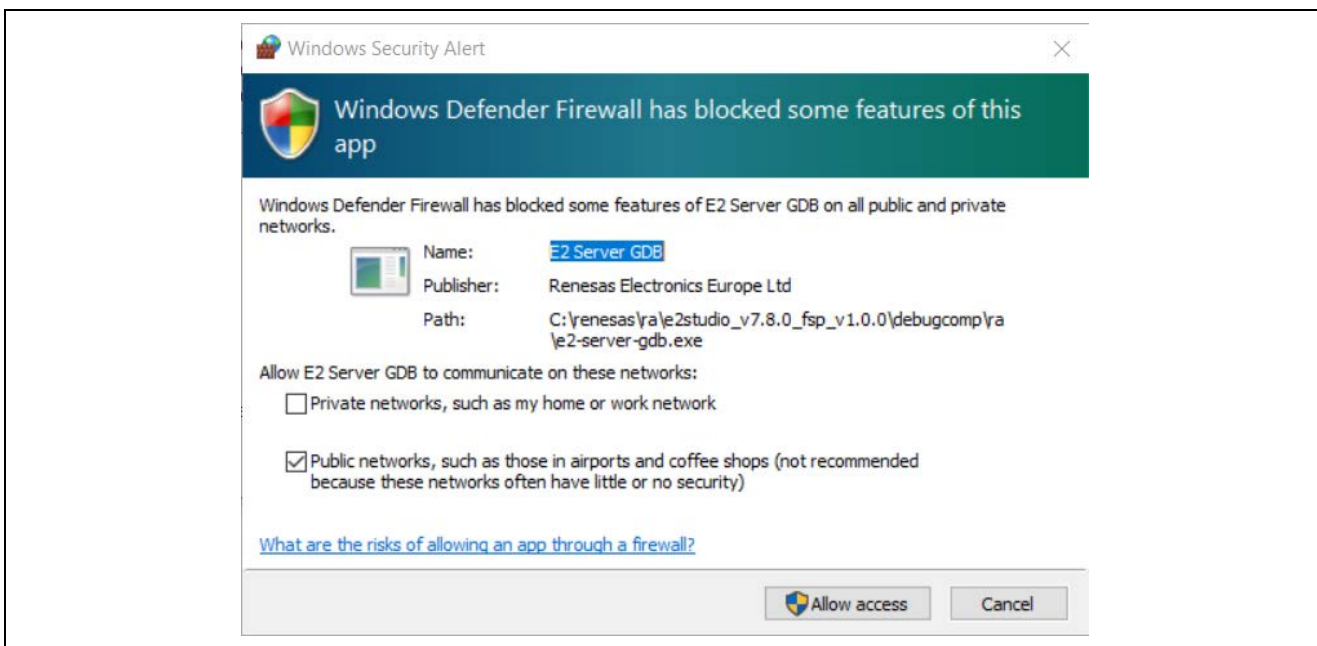 Windows Security Alert
Windows Defender Firewall has blocked some features of this
app
Windows Defender Firewall has blocked some features of E2 Server GDB on all public and private
networks.
Name: E2 Server GDB
Publisher: Renesas Electronics Europe Ltd
Path: C:\renesas\ra\e2studio_v7.8.0_fsp_v1.0.0\debugcomp\ra
\e2-server-gdb.exe
Allow E2 Server GDB to communicate on these networks:
Private networks, such as my home or work network
Public networks, such as those in airports and coffee shops (not recommended
because these networks often have little or no security)
What are the risks of allowing an app through a firewall?
Allow access Cancel